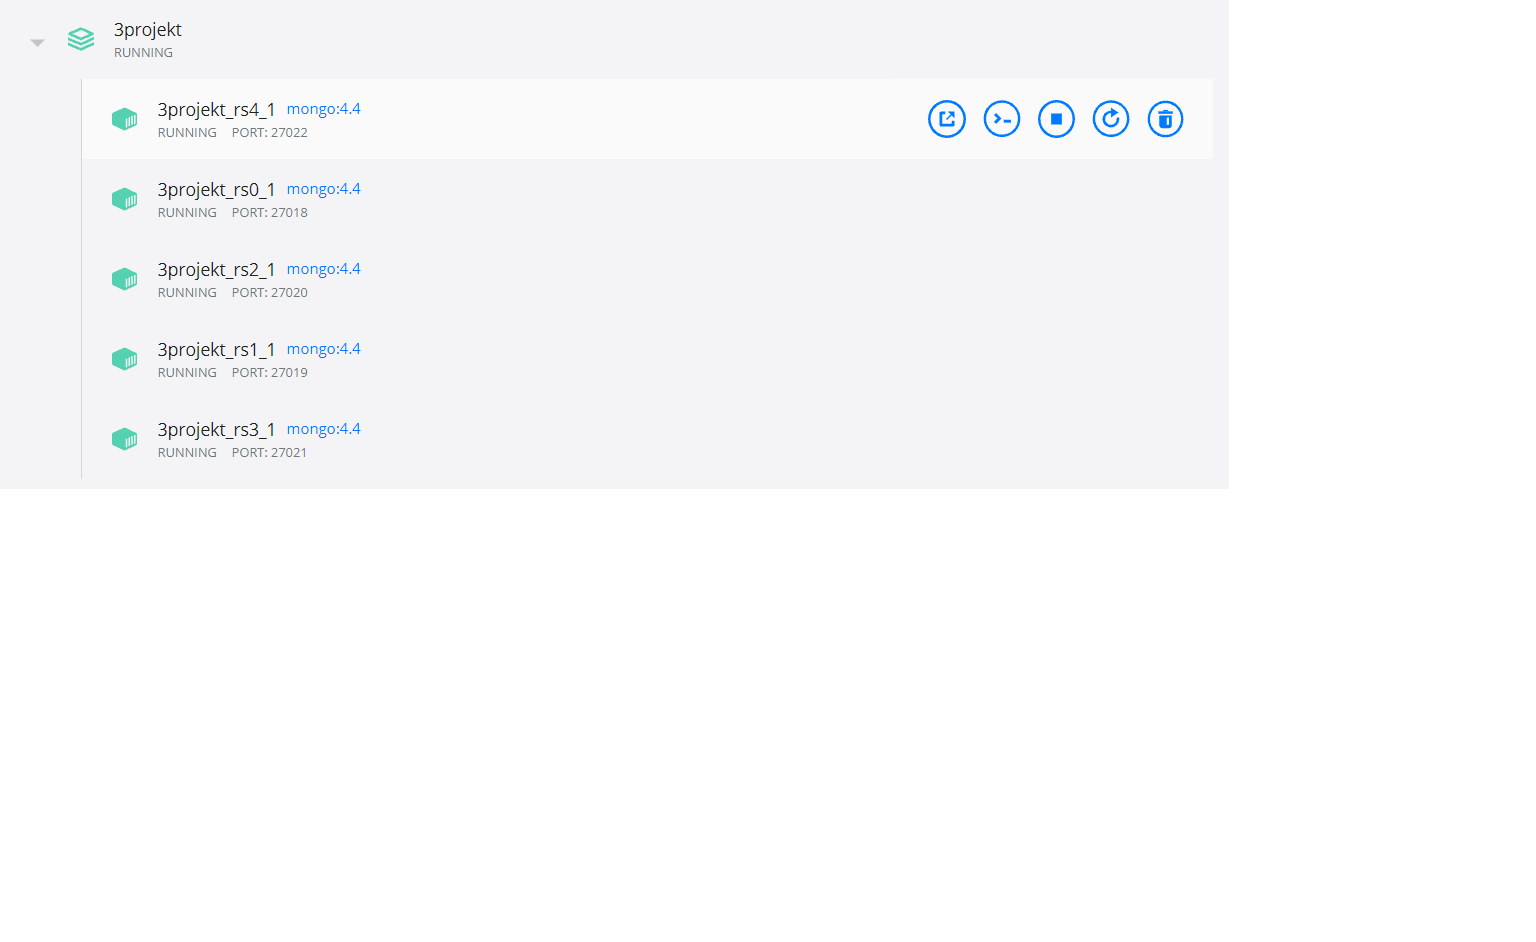 3projekt
RUNNING
3projekt_rs4_1 mongo:4.4
RUNNING PORT: 27022
3projekt_rs0_1 mongo:4.4
RUNNING PORT: 27018
3projekt_rs2_1 mongo:4.4
RUNNING PORT: 27020
3projekt_rs1_1 mongo:4.4
RUNNING PORT: 27019
3projekt_rs3_1 mongo:4.4
RUNNING PORT: 27021